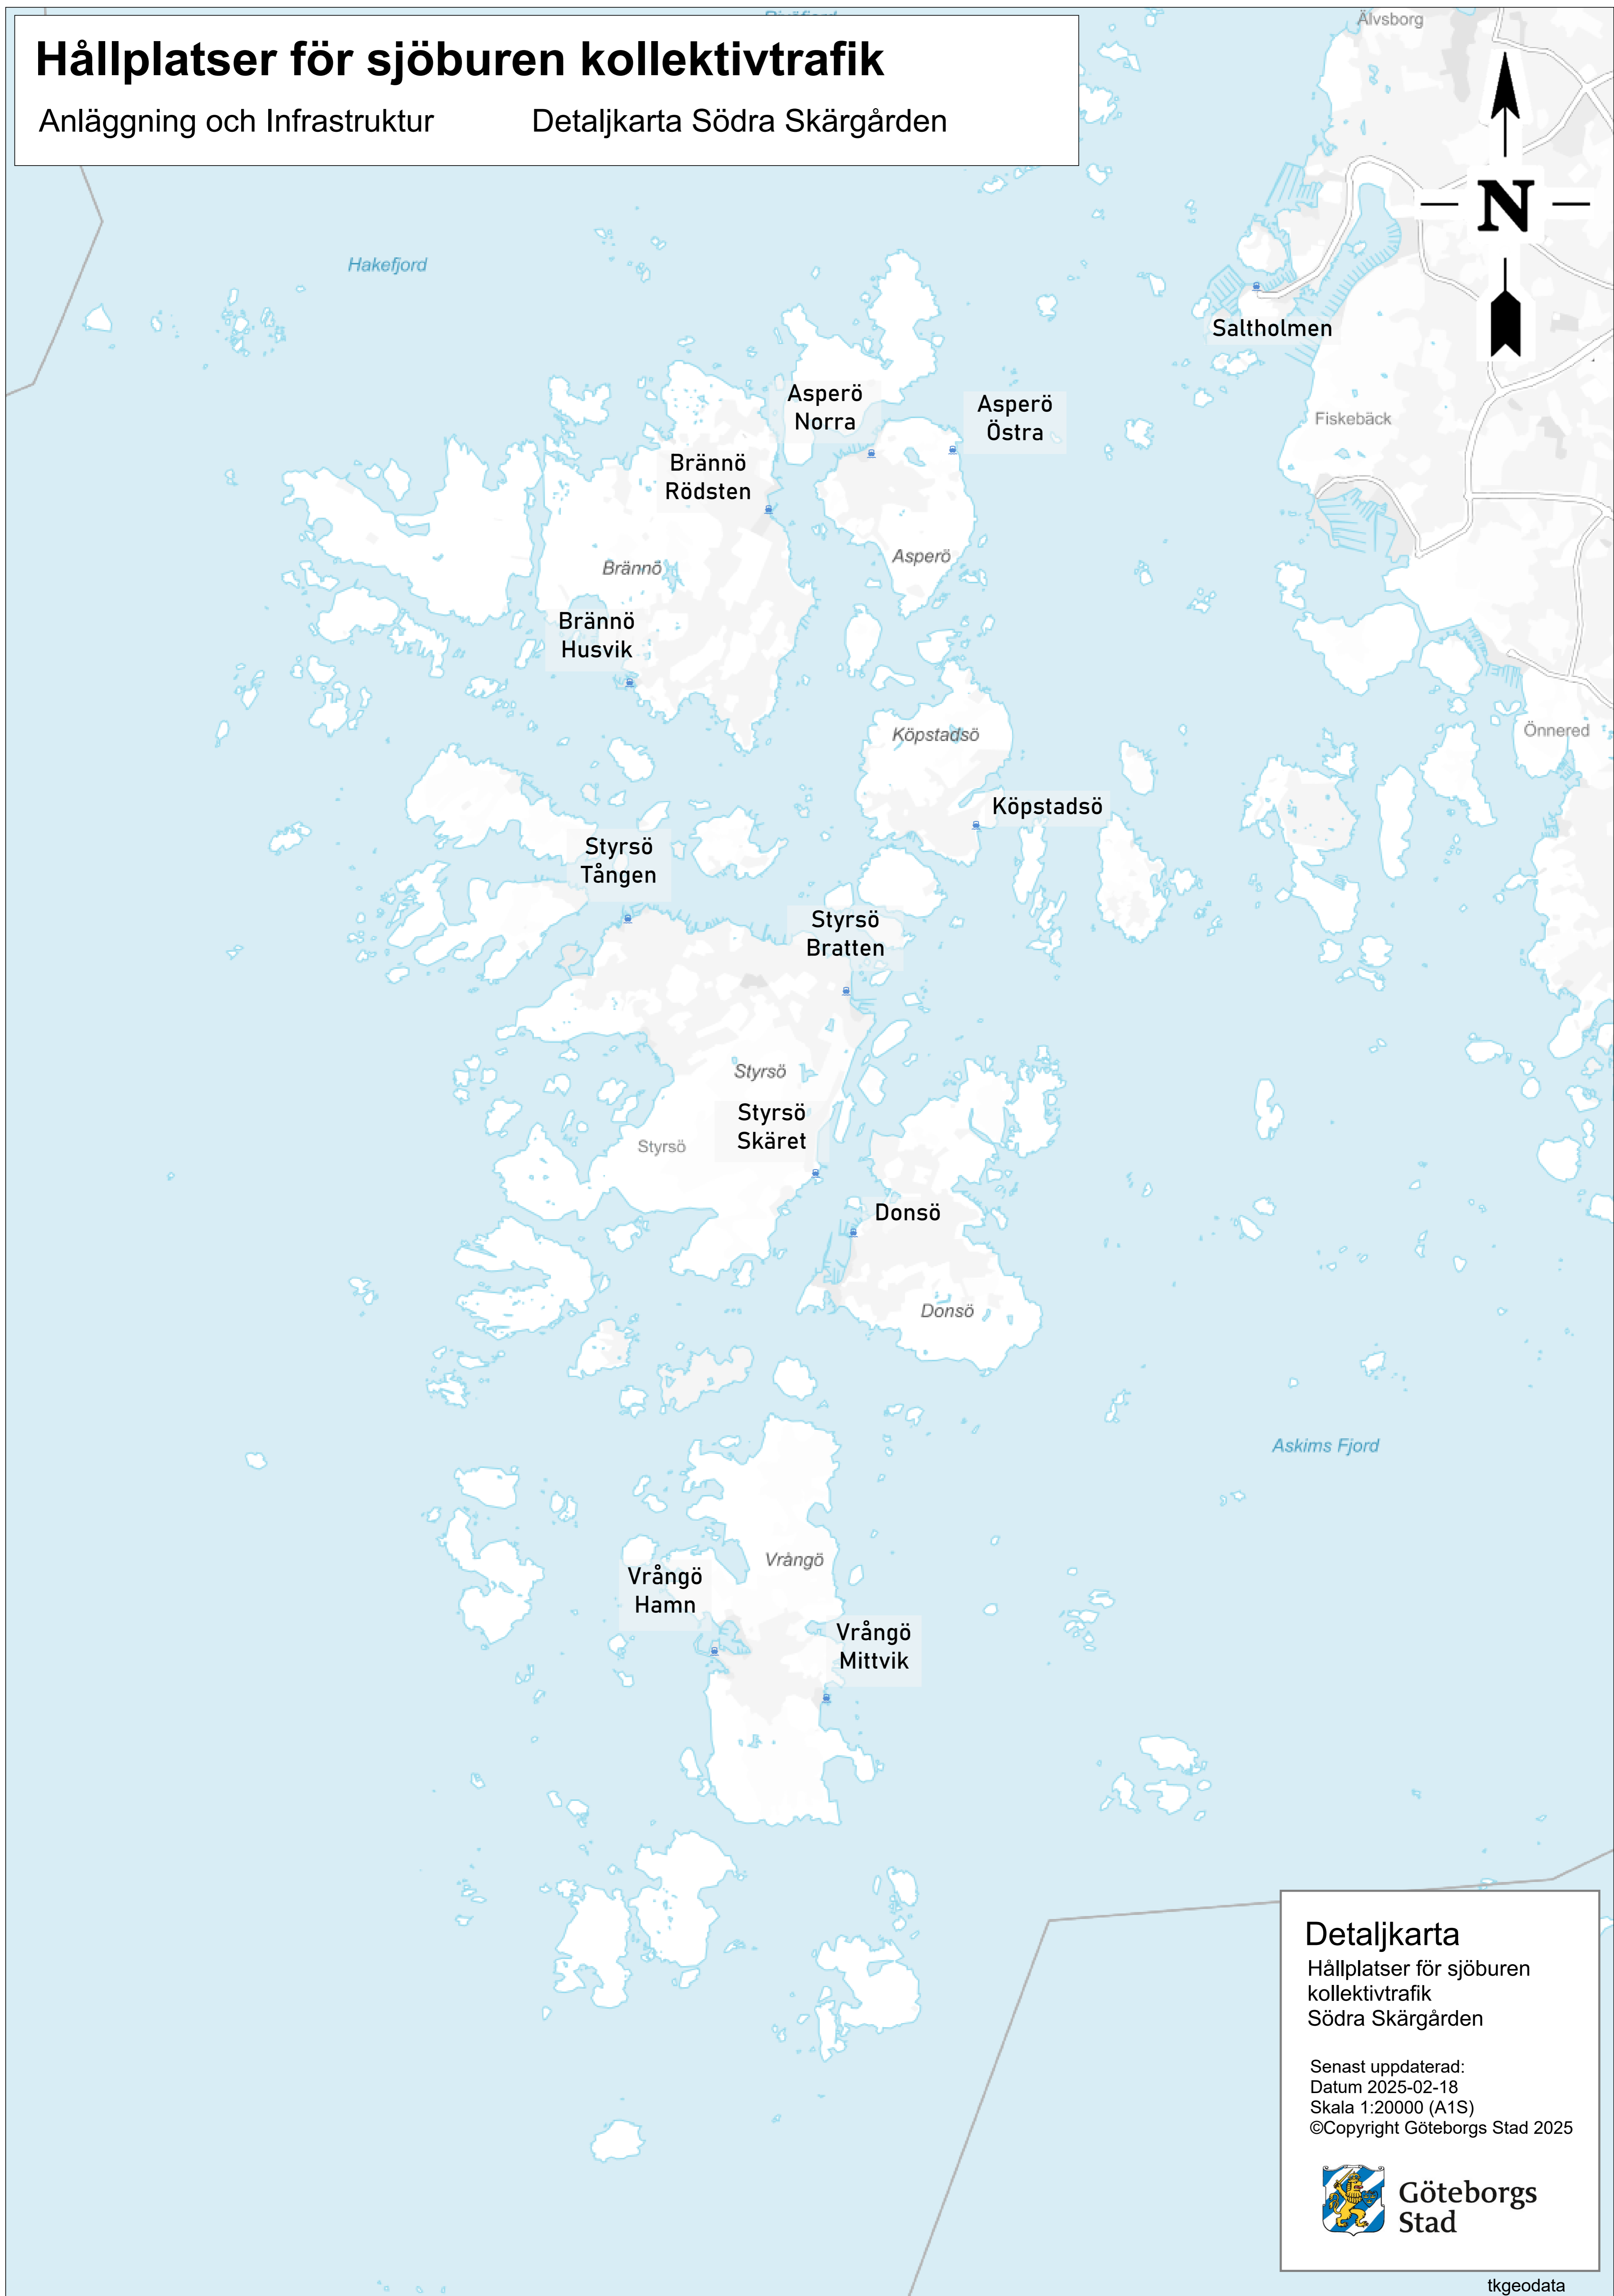 Hållplatser för sjöburen kollektivtrafik
Anläggning och Infrastruktur Detaljkarta Södra Skärgården
Älvsborg
N
Hakefjord
Saltholmen
Asperö
Norra
Asperö
Östra
Fiskebäck
Brännö
Rödsten
Asperö
Brännö
Brännö
Husvik
Köpstadsö
Önnered
Köpstadsö
Styrsö
Tången
Styrsö
Bratten
Styrsö
Styrsö
Skäret
Styrsö
Donsö
Donsö
Askims Fjord
Vrångö
Vrångö
Hamn
Vrångö
Mittvik
Detaljkarta
Hållplatser för sjöburen
kollektivtrafik
Södra Skärgården
Senast uppdaterad:
Datum 2025-02-18
Skala 1:20000 (A1S)
©Copyright Göteborgs Stad 2025
Göteborgs
Stad
tkgeodata